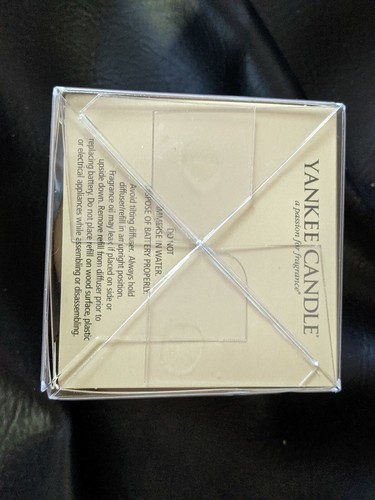 YANKEE CANDLE®
a passion for fragrance®
DO NOT
IMMERSE IN WATER.
DISPOSE OF BATTERY PROPERLY.
Avoid tilting diffuser. Always hold
diffuser/refill in an upright position.
Fragrance oil may leak if placed on side or
upside down. Remove refill from diffuser prior to
replacing battery. Do not place refill on wood surface, plastic
or electrical appliances while assembling or disassembling.